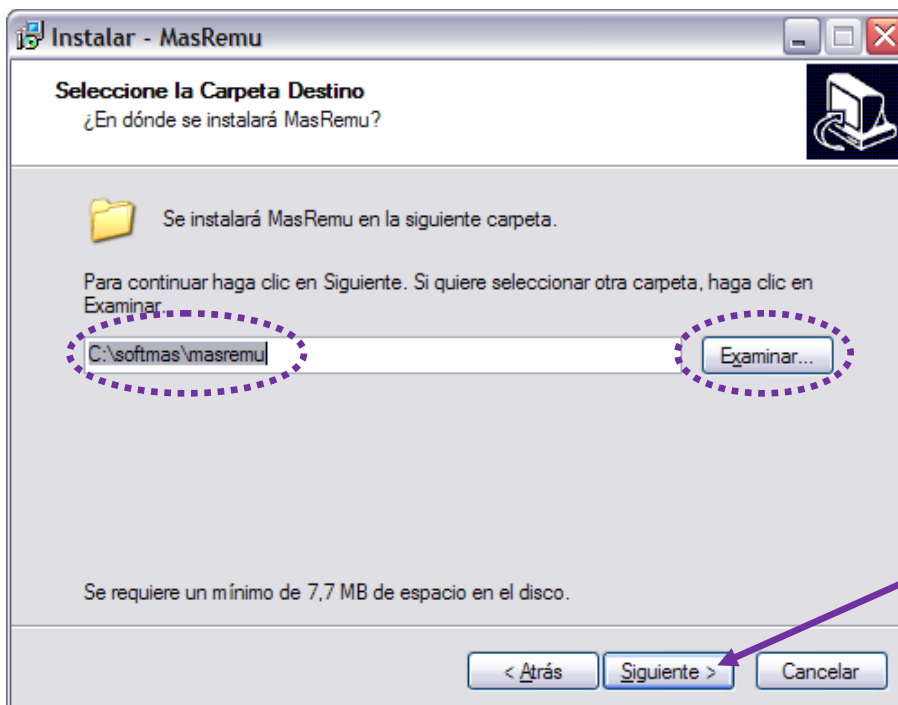 Instalar - MasRemu
Seleccione la Carpeta Destino
¿En dónde se instalará MasRemu?
Se instalará MasRemu en la siguiente carpeta.
Para continuar haga clic en Siguiente. Si quiere seleccionar otra carpeta, haga clic en
Examinar.
C:\softmas\masremu
Examinar...
Se requiere un mínimo de 7,7 MB de espacio en el disco.
< Atrás
Siguiente >
Cancelar